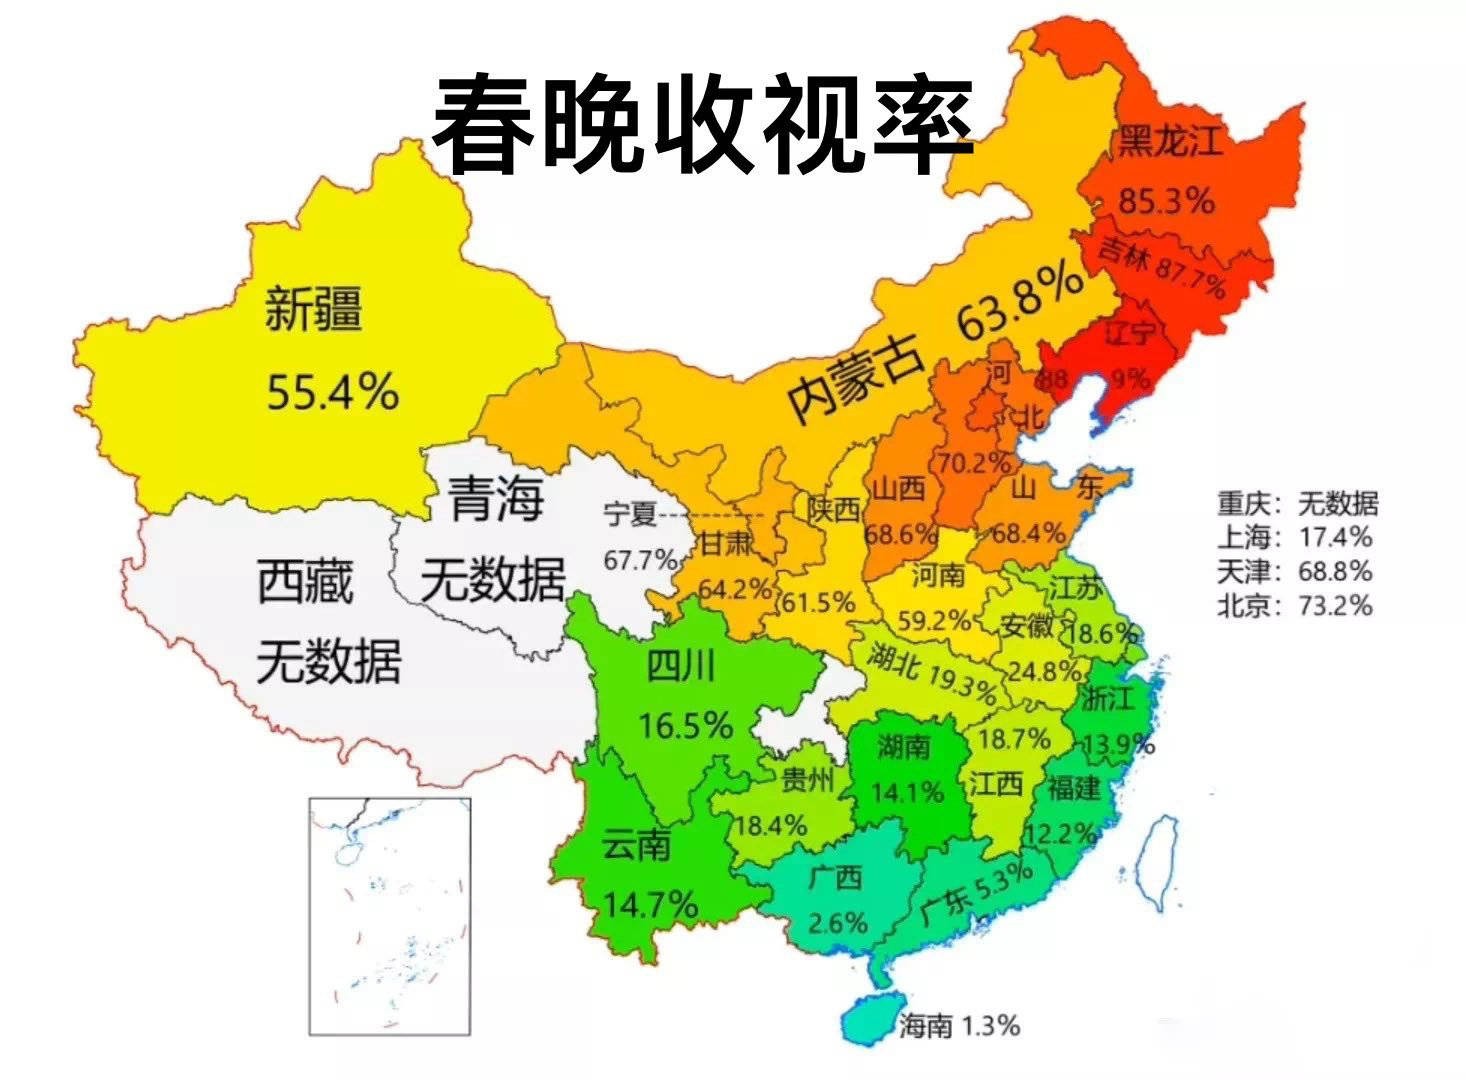 春晚收视率
黑龙江
85.3%
吉林 87.7%
辽宁
88 9%
内蒙古 63.8%
新疆
55.4%
河
北
70.2%
山西
68.6%
山 东
68.4%
陕西
61.5%
宁夏
67.7%
甘肃
64.2%
青海
无数据
西藏
无数据
河南
59.2%
江苏
18.6%
安徽
24.8%
湖北 19.3%
四川
16.5%
浙江
13.9%
湖南
14.1%
18.7%
江西
福建
12.2%
贵州
18.4%
云南
14.7%
广西
2.6%
广东 5.3%
海南 1.3%
重庆：无数据
上海：17.4%
天津：68.8%
北京：73.2%